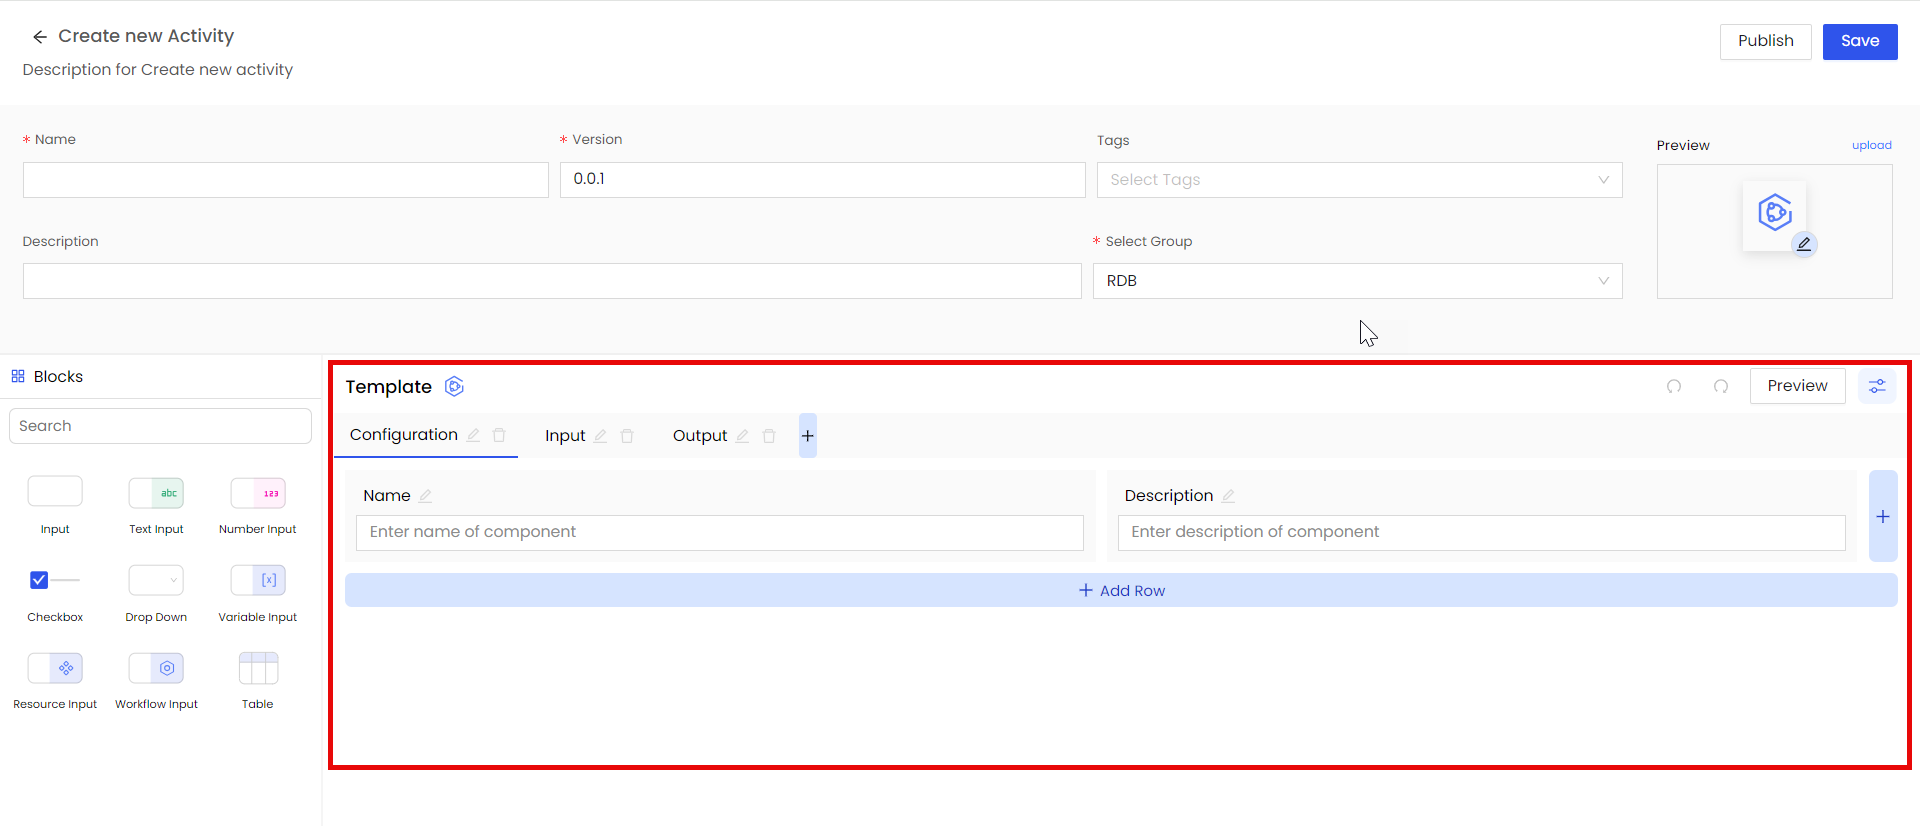 Create new Activity
Publish
Save
Description for Create new activity
* Name
* Version
Tags
Preview
upload
0.0.1
Select Tags
Description
* Select Group
RDB
Blocks
Template
Preview
Search
Configuration
Input
Output
+
Name
Description
Enter name of component
Enter description of component
+
+ Add Row
abc
123
Input
Text Input
Number Input
[x]
Checkbox
Drop Down
Variable Input
Resource Input
Workflow Input
Table